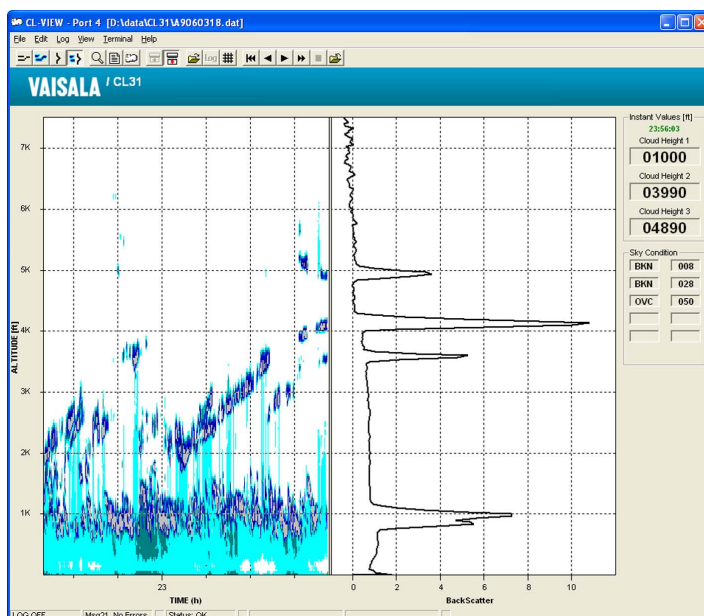 CL-VIEW - Port 4 [D:\data\CL31\A9060318.dat]
File Edit Log View Terminal Help
Log
VAISALA / CL31
Instant Values [ft]
23:56:03
Cloud Height 1
01000
Cloud Height 2
03990
Cloud Height 3
04890
Sky Condition
BKN 008
BKN 028
OVC 050
ALTITUDE [ft]
7K
6K
5K
4K
3K
2K
1K
23
TIME (h)
0 2 4 6 8 10
BackScatter
LOG OFF Msg21 No Errors Status: OK